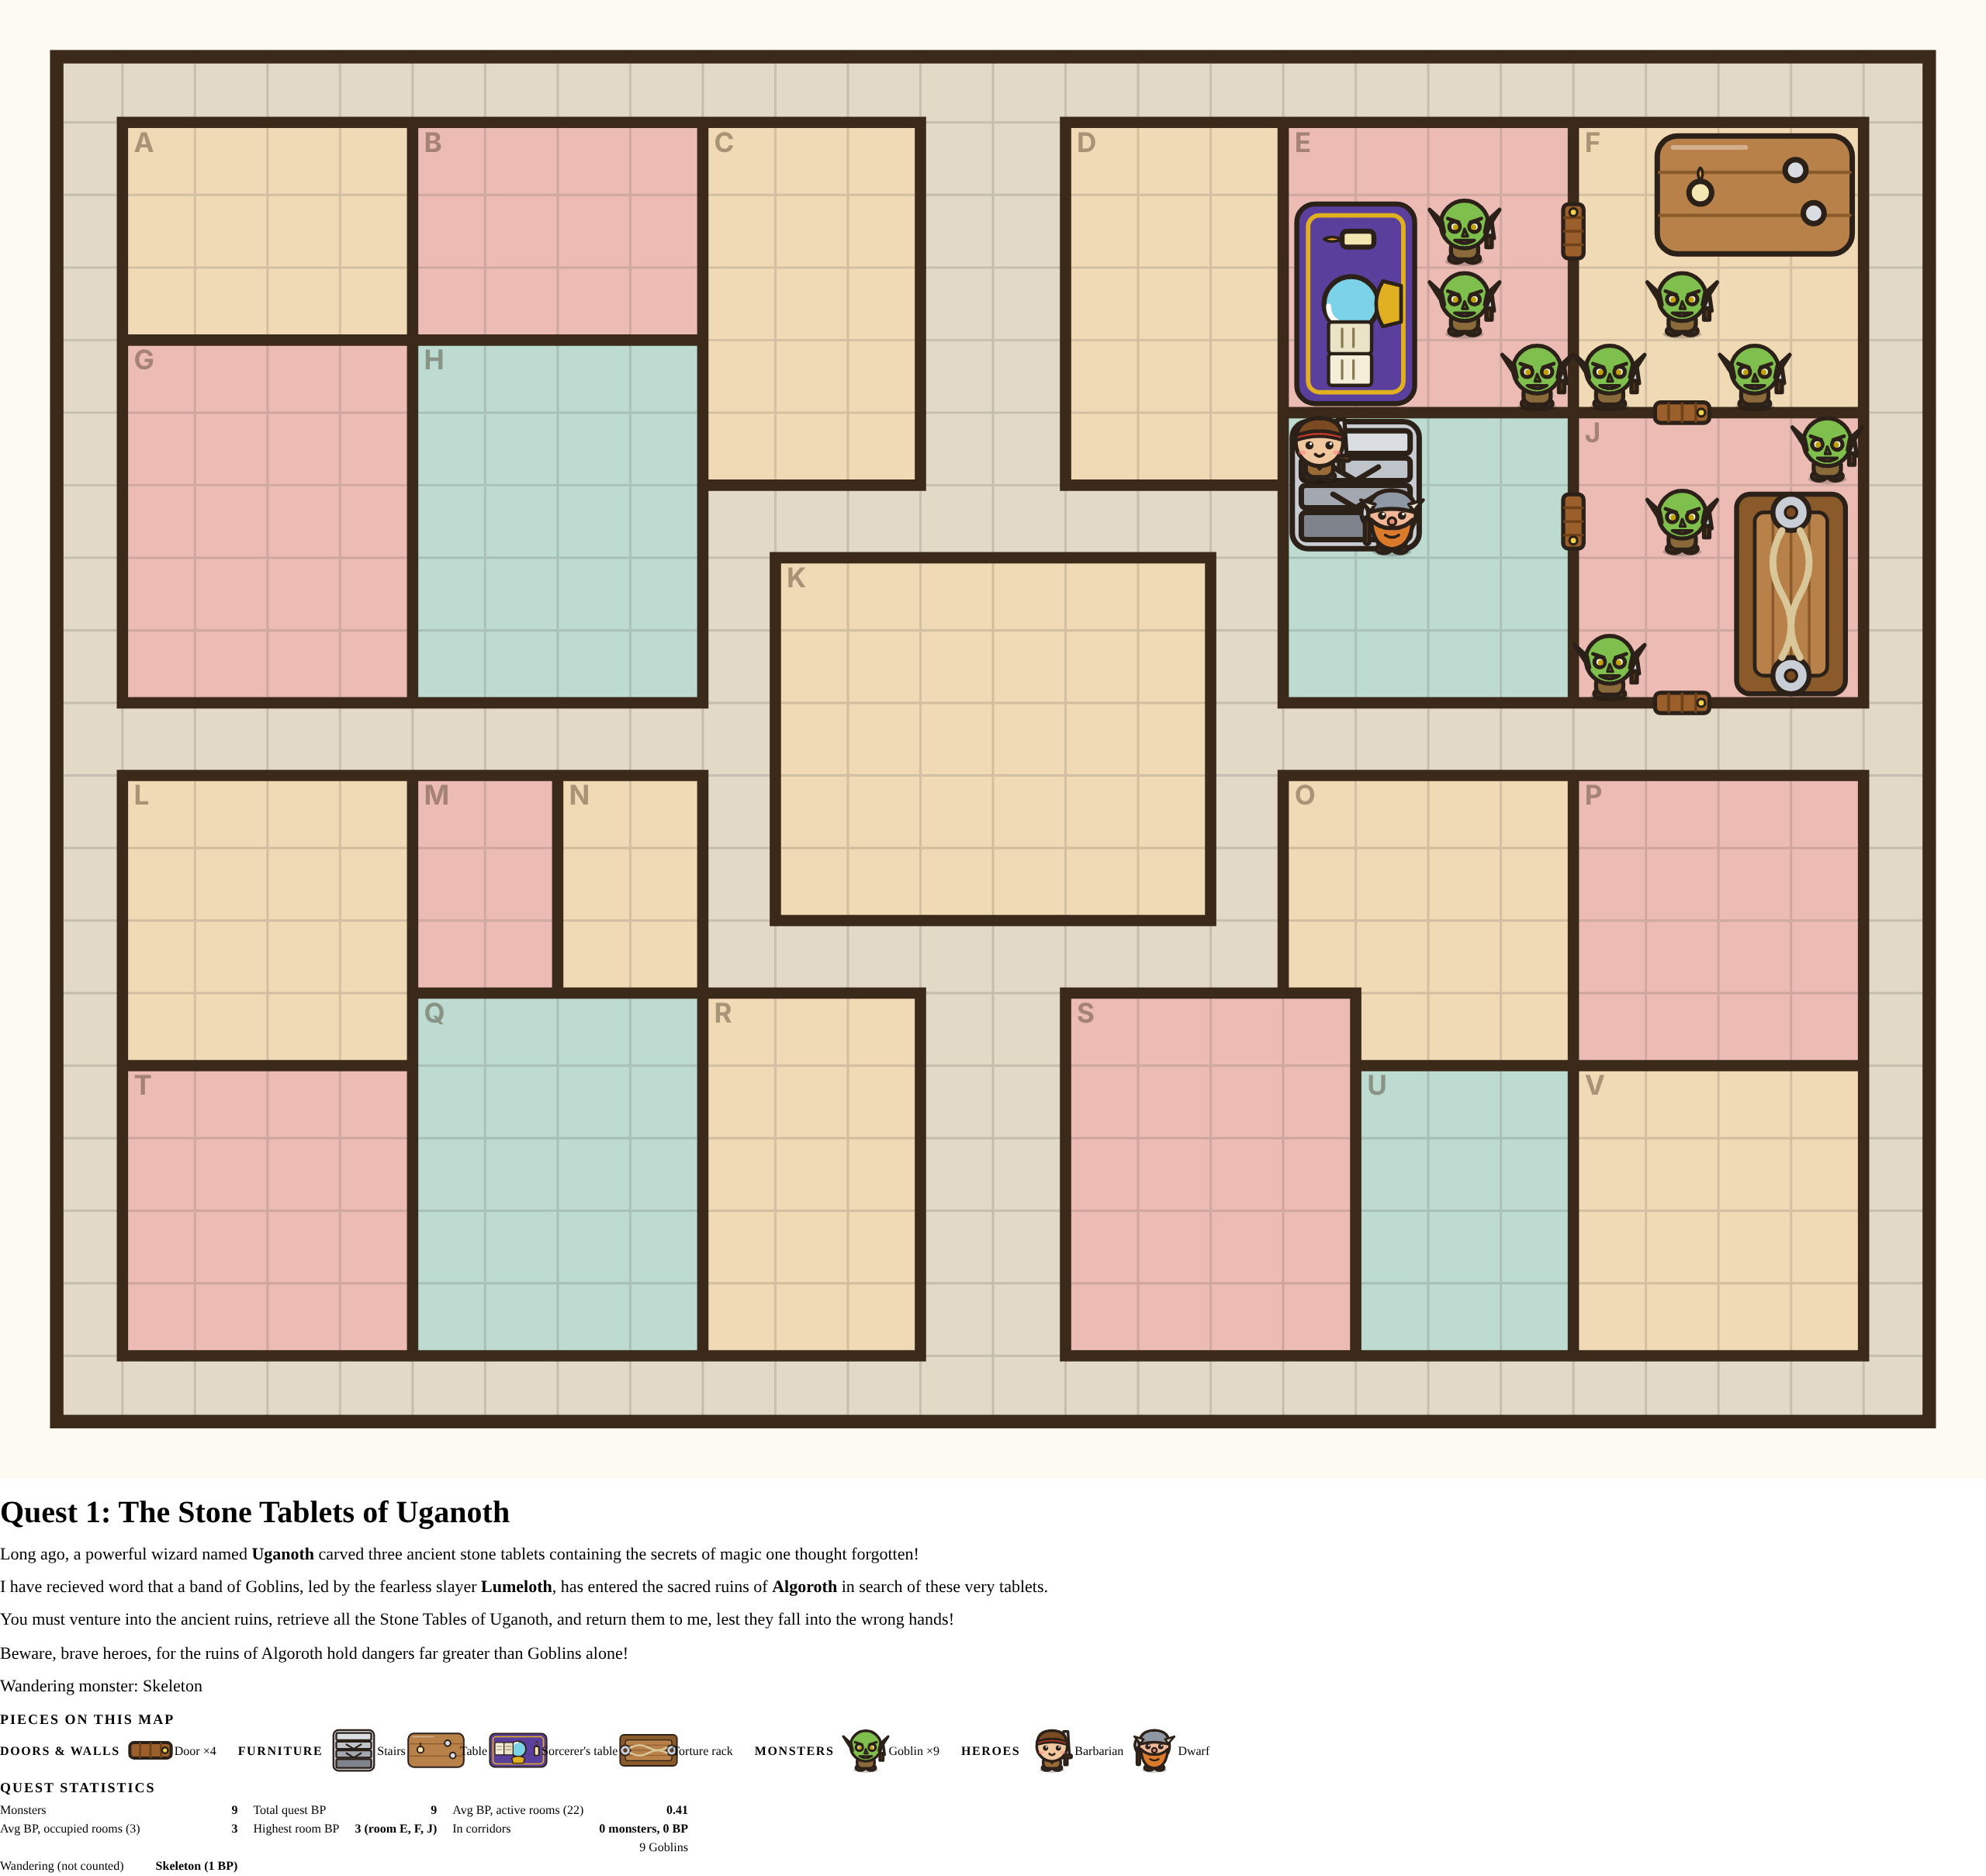 A B C D E F
G H J
K
L M N O P
Q R S
T U V
Quest 1: The Stone Tablets of Uganoth
Long ago, a powerful wizard named Uganoth carved three ancient stone tablets containing the secrets of magic one thought forgotten!
I have recieved word that a band of Goblins, led by the fearless slayer Lumeloth, has entered the sacred ruins of Algoroth in search of these very tablets.
You must venture into the ancient ruins, retrieve all the Stone Tables of Uganoth, and return them to me, lest they fall into the wrong hands!
Beware, brave heroes, for the ruins of Algoroth hold dangers far greater than Goblins alone!
Wandering monster: Skeleton
PIECES ON THIS MAP
DOORS & WALLS Door ×4 FURNITURE Stairs Table Sorcerer's table Torture rack MONSTERS Goblin ×9 HEROES Barbarian Dwarf
QUEST STATISTICS
Monsters 9 Total quest BP 9 Avg BP, active rooms (22) 0.41
Avg BP, occupied rooms (3) 3 Highest room BP 3 (room E, F, J) In corridors 0 monsters, 0 BP
9 Goblins
Wandering (not counted) Skeleton (1 BP)